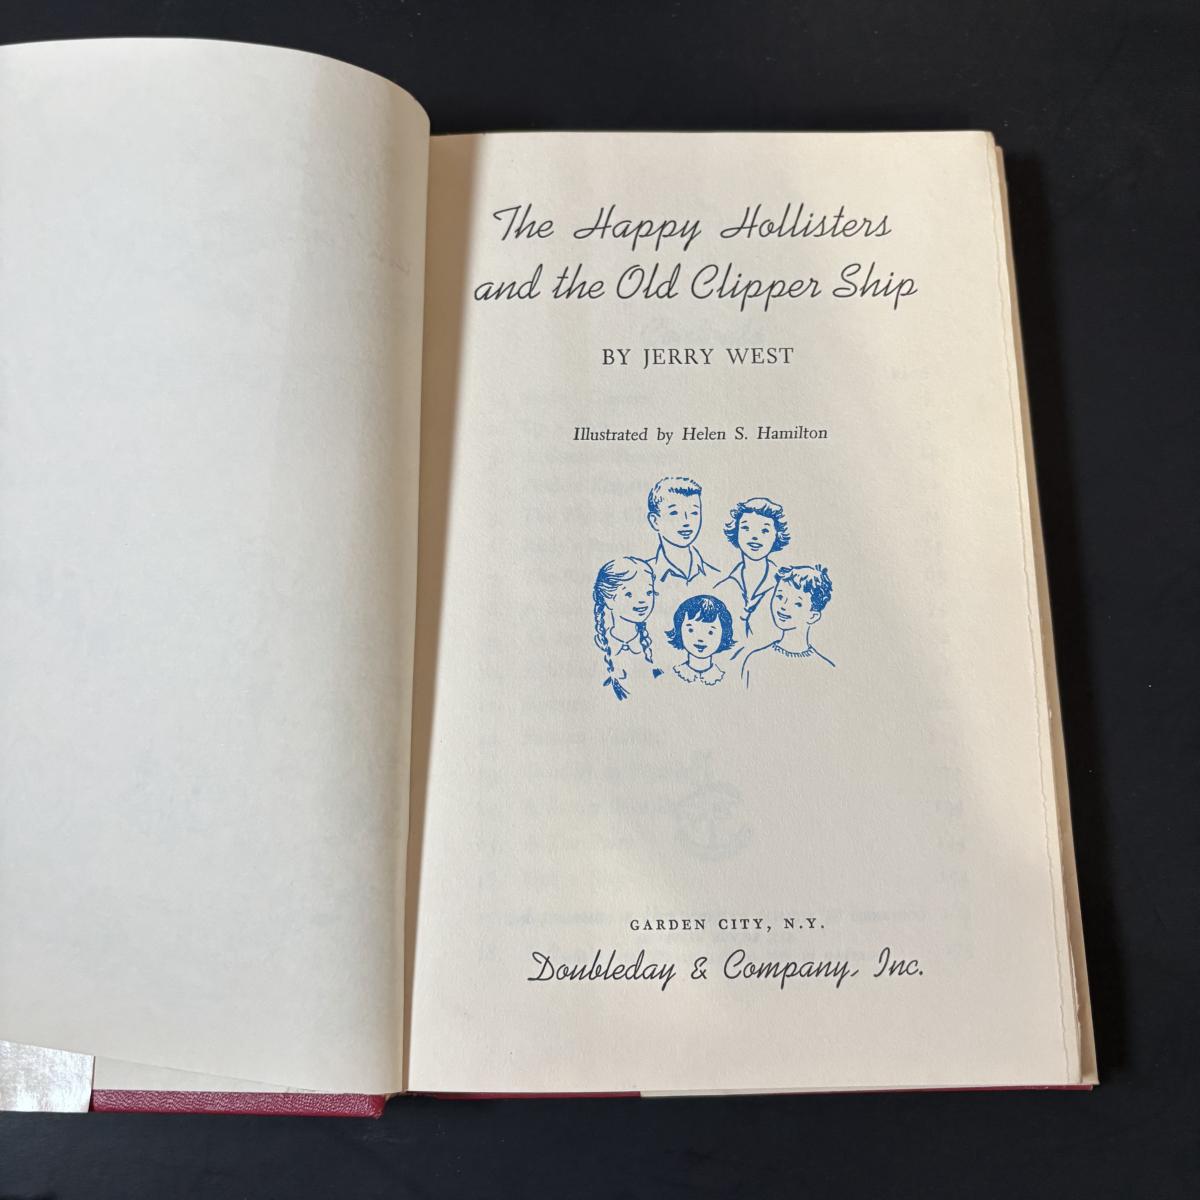 The Happy Hollisters
and the Old Clipper Ship
BY JERRY WEST
Illustrated by Helen S. Hamilton
GARDEN CITY, N.Y.
Doubleday & Company, Inc.